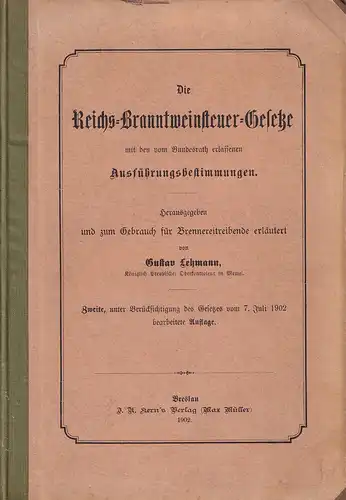 Die
Reichs-Branntweinsteuer-Gesetze
mit den vom Bundesrath erlassenen
Ausführungsbestimmungen.
Herausgegeben
und zum Gebrauch für Brennereitreibende erläutert
von
Gustav Lehmann,
Königlich Preußischer Oberkontroleur in
Zweite, unter Berücksichtigung des Gesetzes vom 7. Juli 1902
bearbeitete Auflage.
Breslau
J. U. Kern's Verlag (Max Müller)
1902.